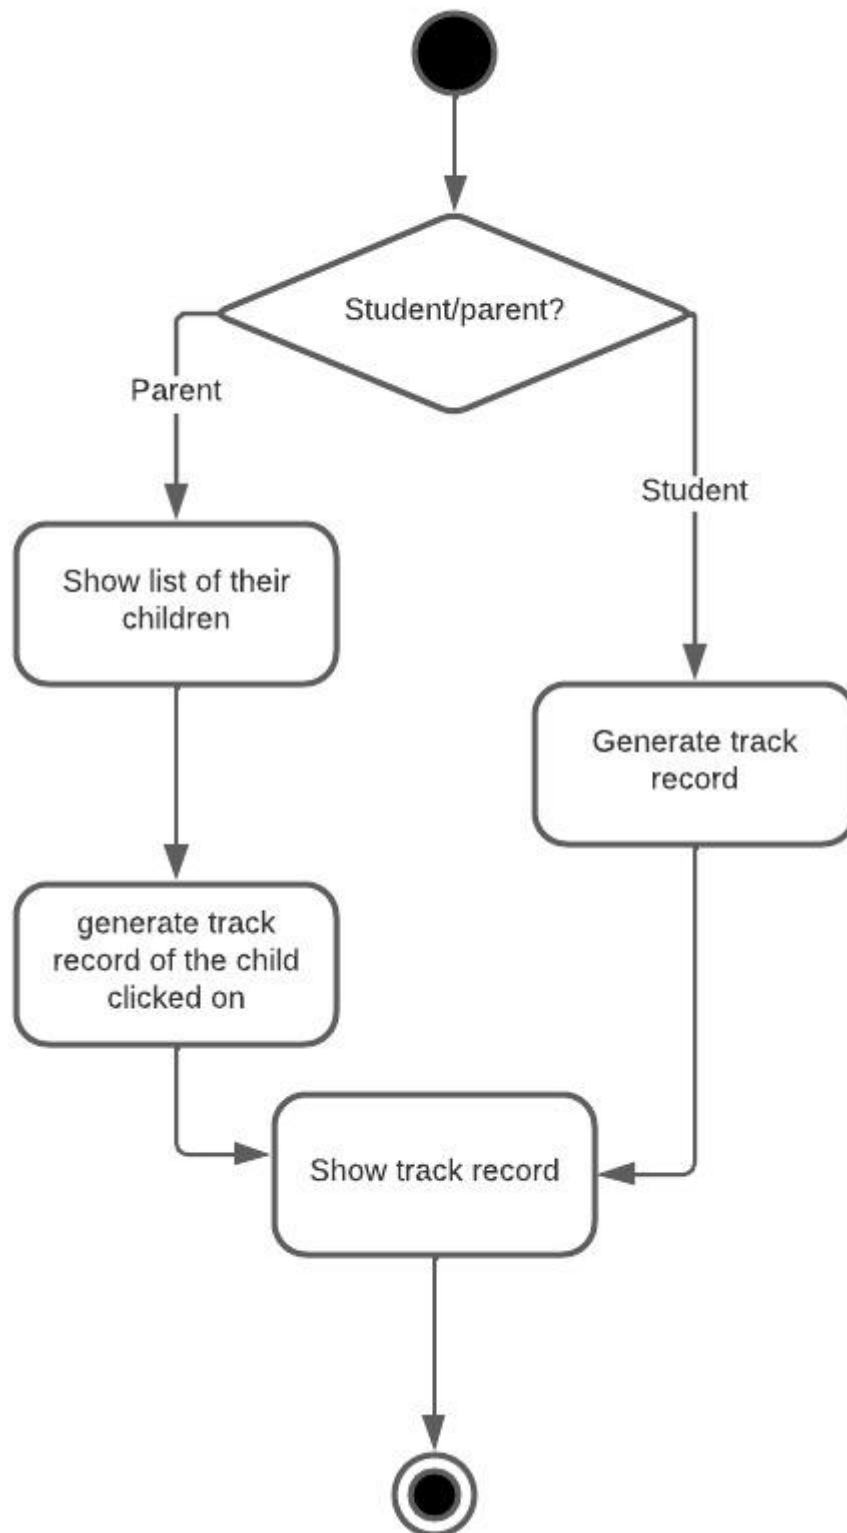 Student/parent?
Parent
Student
Show list of their
children
Generate track
record
generate track
record of the child
clicked on
Show track record